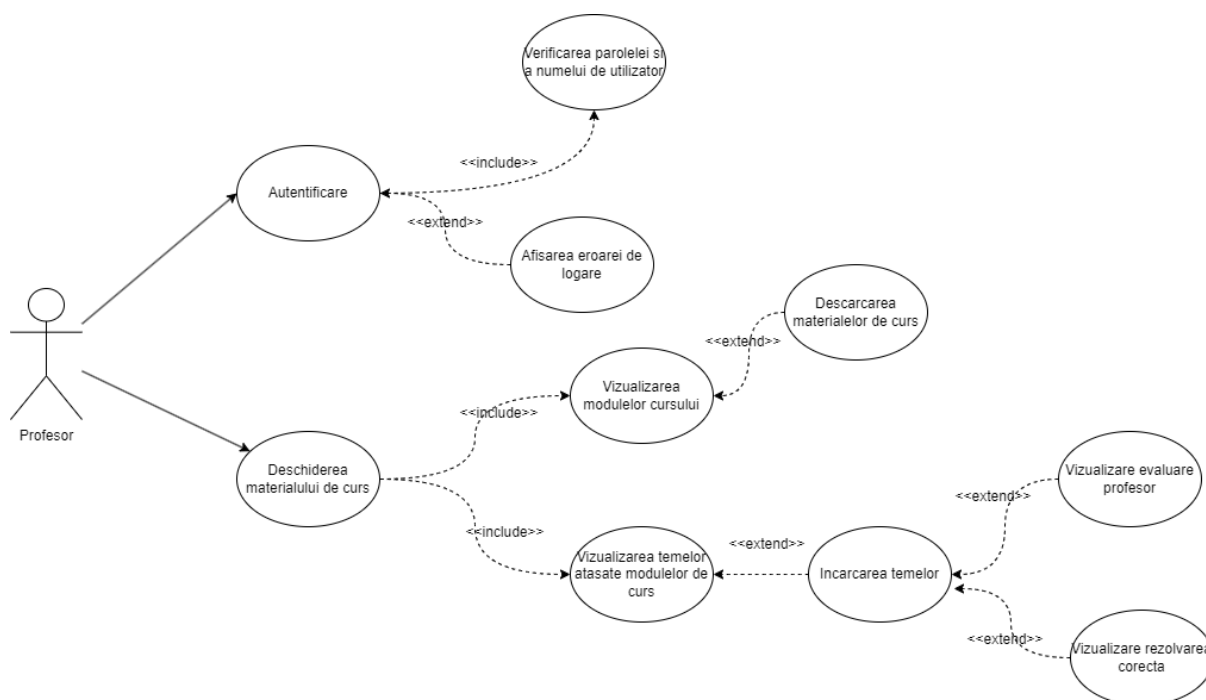 Verificarea parolelei si
a numelui de utilizator
<<include>>
Autentificare
<<extend>>
Afisarea eroarei de
logare
Descarcarea
materialelor de curs
<<extend>>
Vizualizarea
modulelor cursului
<<include>>
Profesor
Deschiderea
materialului de curs
Vizualizare evaluare
profesor
<<extend>>
<<include>>
<<extend>>
Vizualizarea temelor
atasate modulelor de
curs
Incarcarea temelor
<<extend>>
Vizualizare rezolvarea
corecta